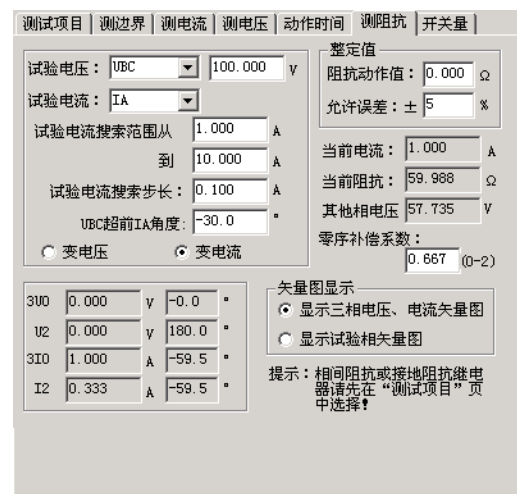 测试项目 测边界 测电流 测电压 动作时间 测阻抗 开关量
试验电压： UBC 100.000 V
试验电流： IA
试验电流搜索范围从 1.000 A
到 10.000 A
试验电流搜索步长： 0.100 A
UBC超前IA角度: -30.0 °
变电压 变电流
整定值
阻抗动作值： 0.000 Ω
允许误差：± 5 %
当前电流： 1.000 A
当前阻抗： 59.988 Ω
其他相电压 57.735 V
零序补偿系数：
0.667 (0-2)
3U0 0.000 V -0.0 °
U2 0.000 V 180.0 °
3I0 1.000 A -59.5 °
I2 0.333 A -59.5 °
矢量图显示
显示三相电压、电流矢量图
显示试验相矢量图
提示：相间阻抗或接地阻抗继电
器请先在“测试项目”页
中选择!